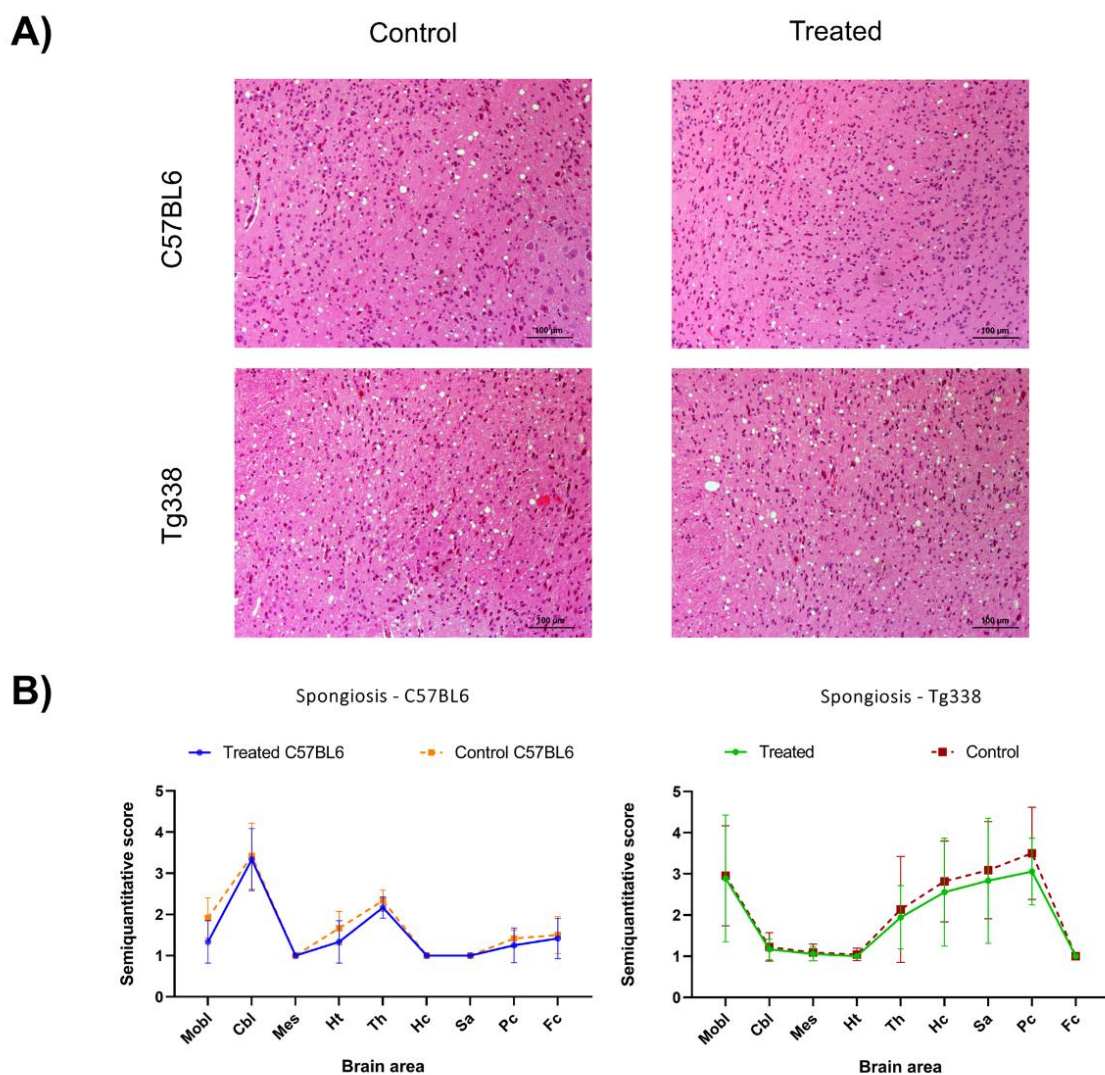 A)
Control
Treated
C57BL6
100 µm
100 µm
Tg338
100 µm
100 µm
B)
Spongiosis - C57BL6
Treated C57BL6
Control C57BL6
Semiquantitative score
5
4
3
2
1
0
Mobl
Cbl
Mes
Ht
Th
Hc
Sa
Pc
Fc
Brain area
Spongiosis - Tg338
Treated
Control
Semiquantitative score
5
4
3
2
1
0
Mobl
Cbl
Mes
Ht
Th
Hc
Sa
Pc
Fc
Brain area